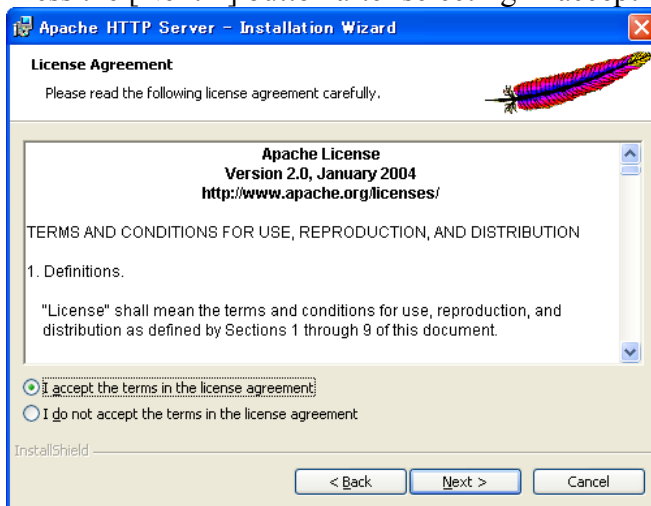 Apache HTTP Server - Installation Wizard
License Agreement
Please read the following license agreement carefully.
Apache License
Version 2.0, January 2004
http://www.apache.org/licenses/
TERMS AND CONDITIONS FOR USE, REPRODUCTION, AND DISTRIBUTION
1. Definitions.
"License" shall mean the terms and conditions for use, reproduction, and
distribution as defined by Sections 1 through 9 of this document.
I accept the terms in the license agreement
I do not accept the terms in the license agreement
InstallShield
< Back Next > Cancel